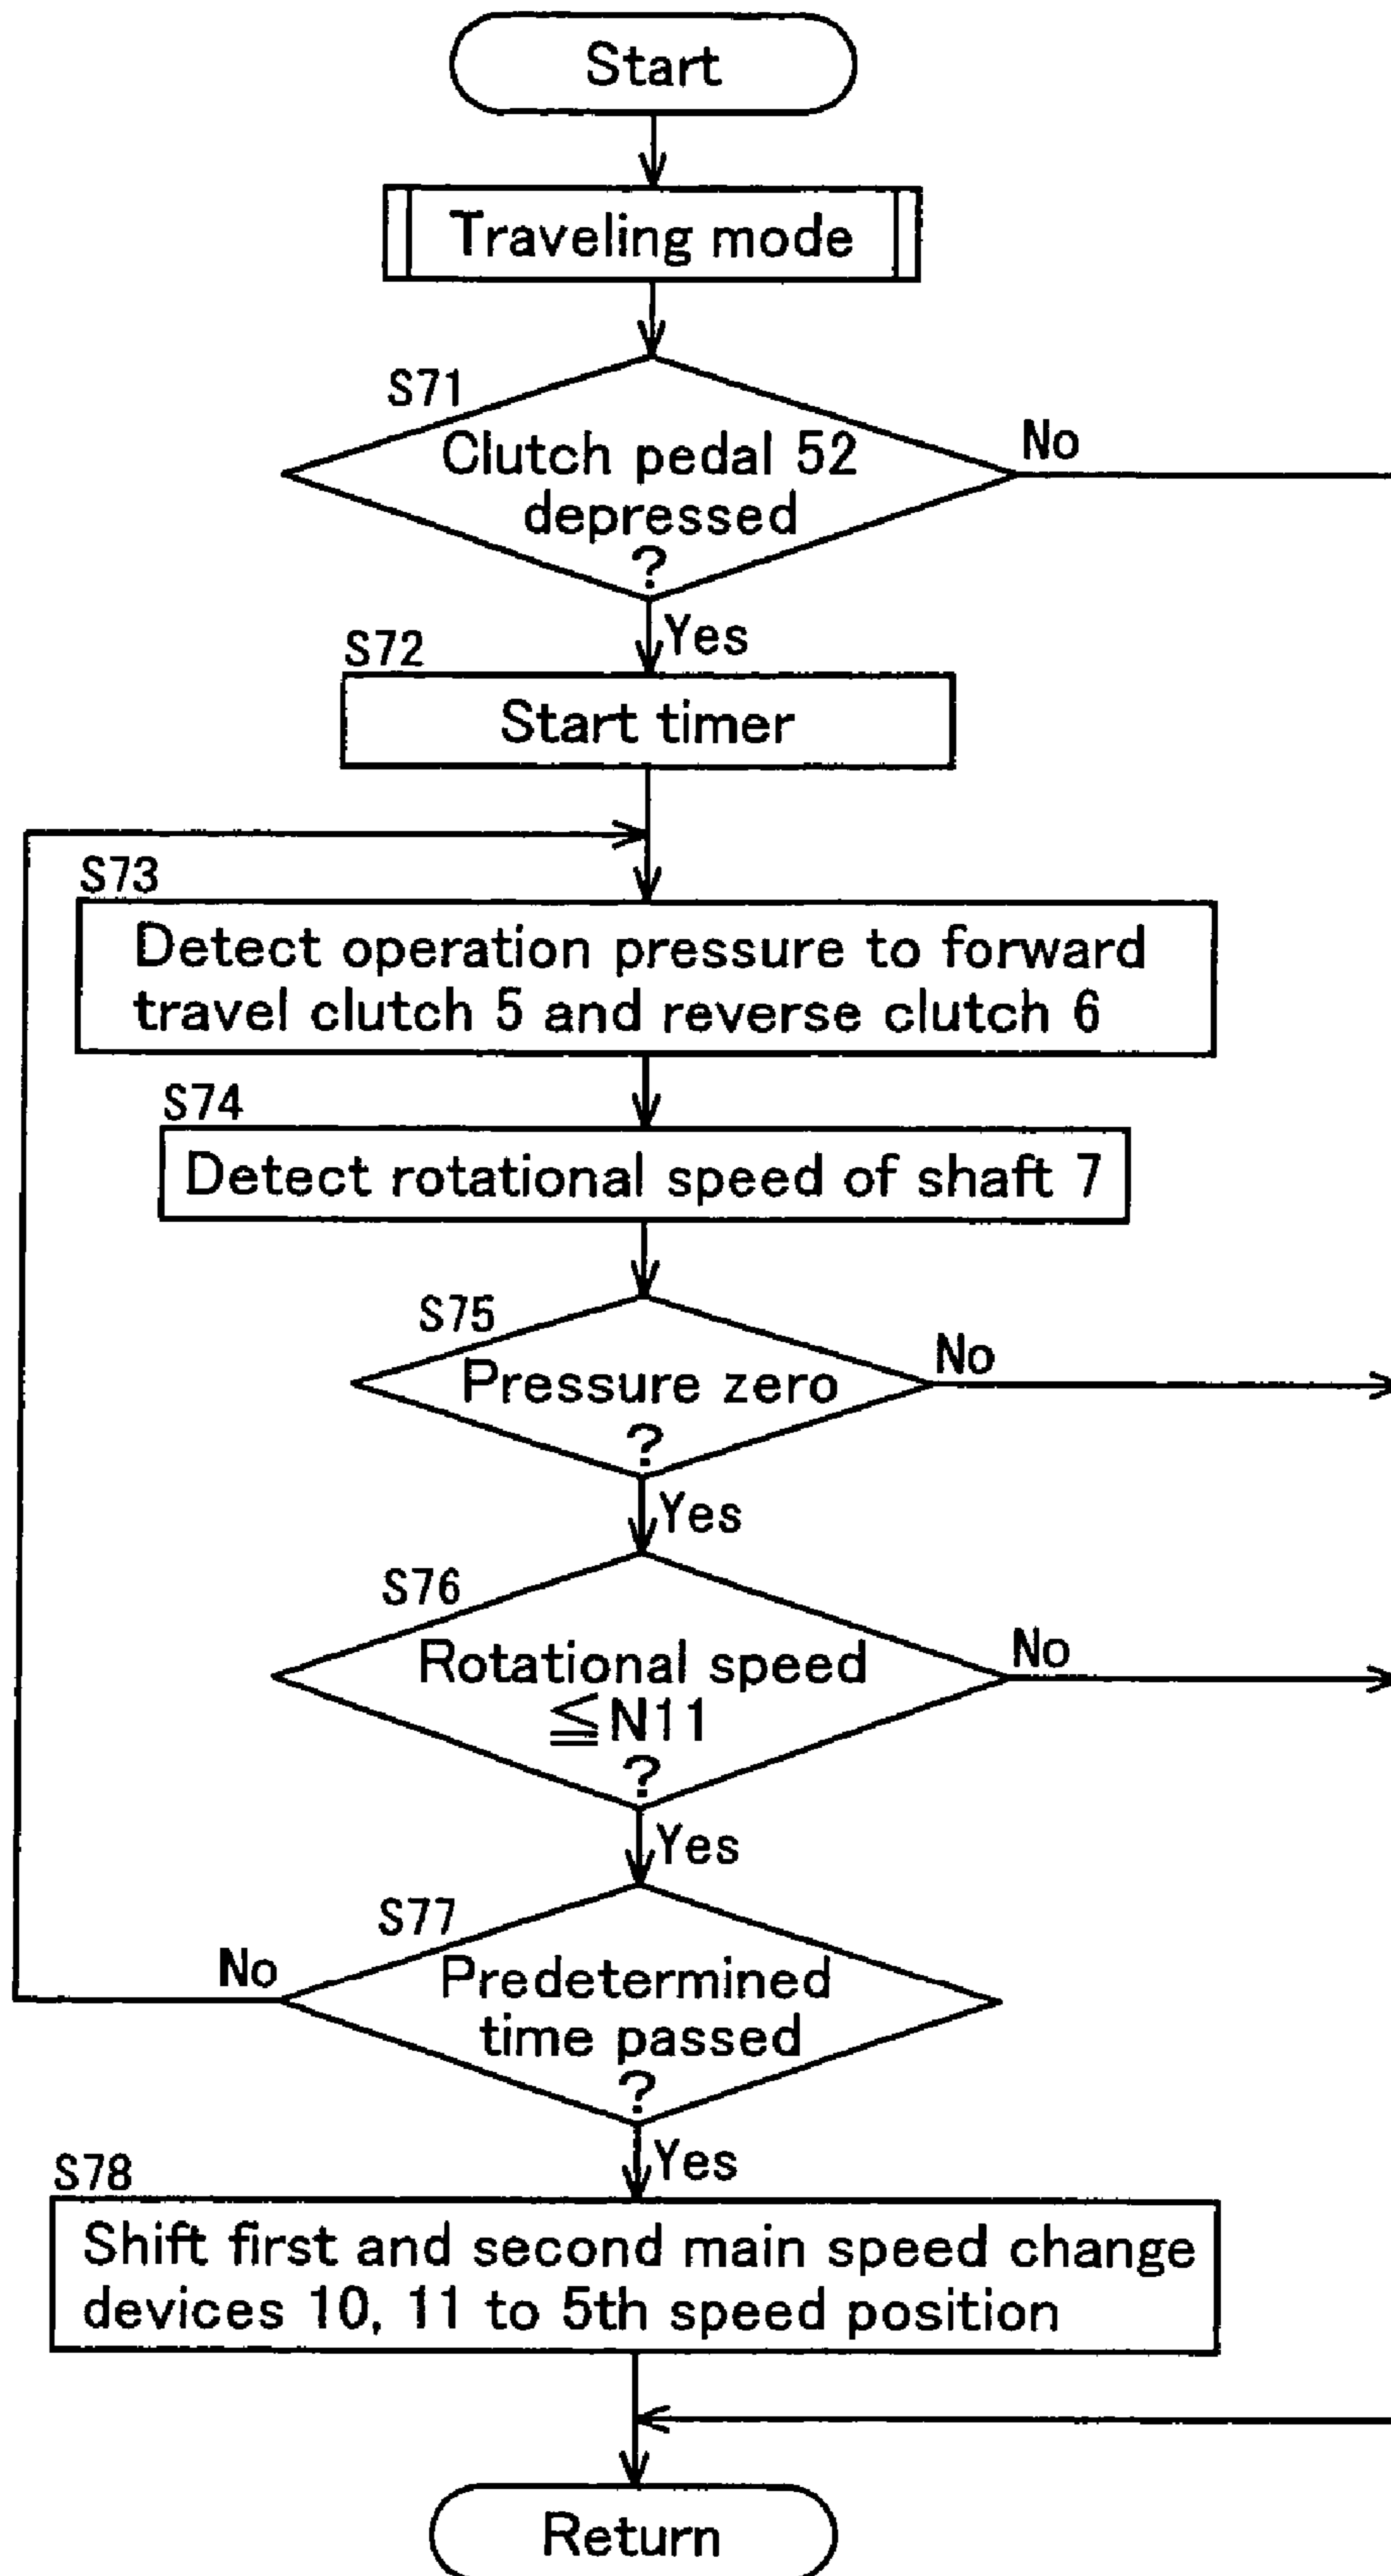 Start
Traveling mode
S71
Clutch pedal 52
depressed
?
No
Yes
S72
Start timer
S73
Detect operation pressure to forward
travel clutch 5 and reverse clutch 6
S74
Detect rotational speed of shaft 7
S75
Pressure zero
?
No
Yes
S76
Rotational speed
≦N11
?
No
Yes
S77
Predetermined
time passed
?
No
Yes
S78
Shift first and second main speed change
devices 10, 11 to 5th speed position
Return